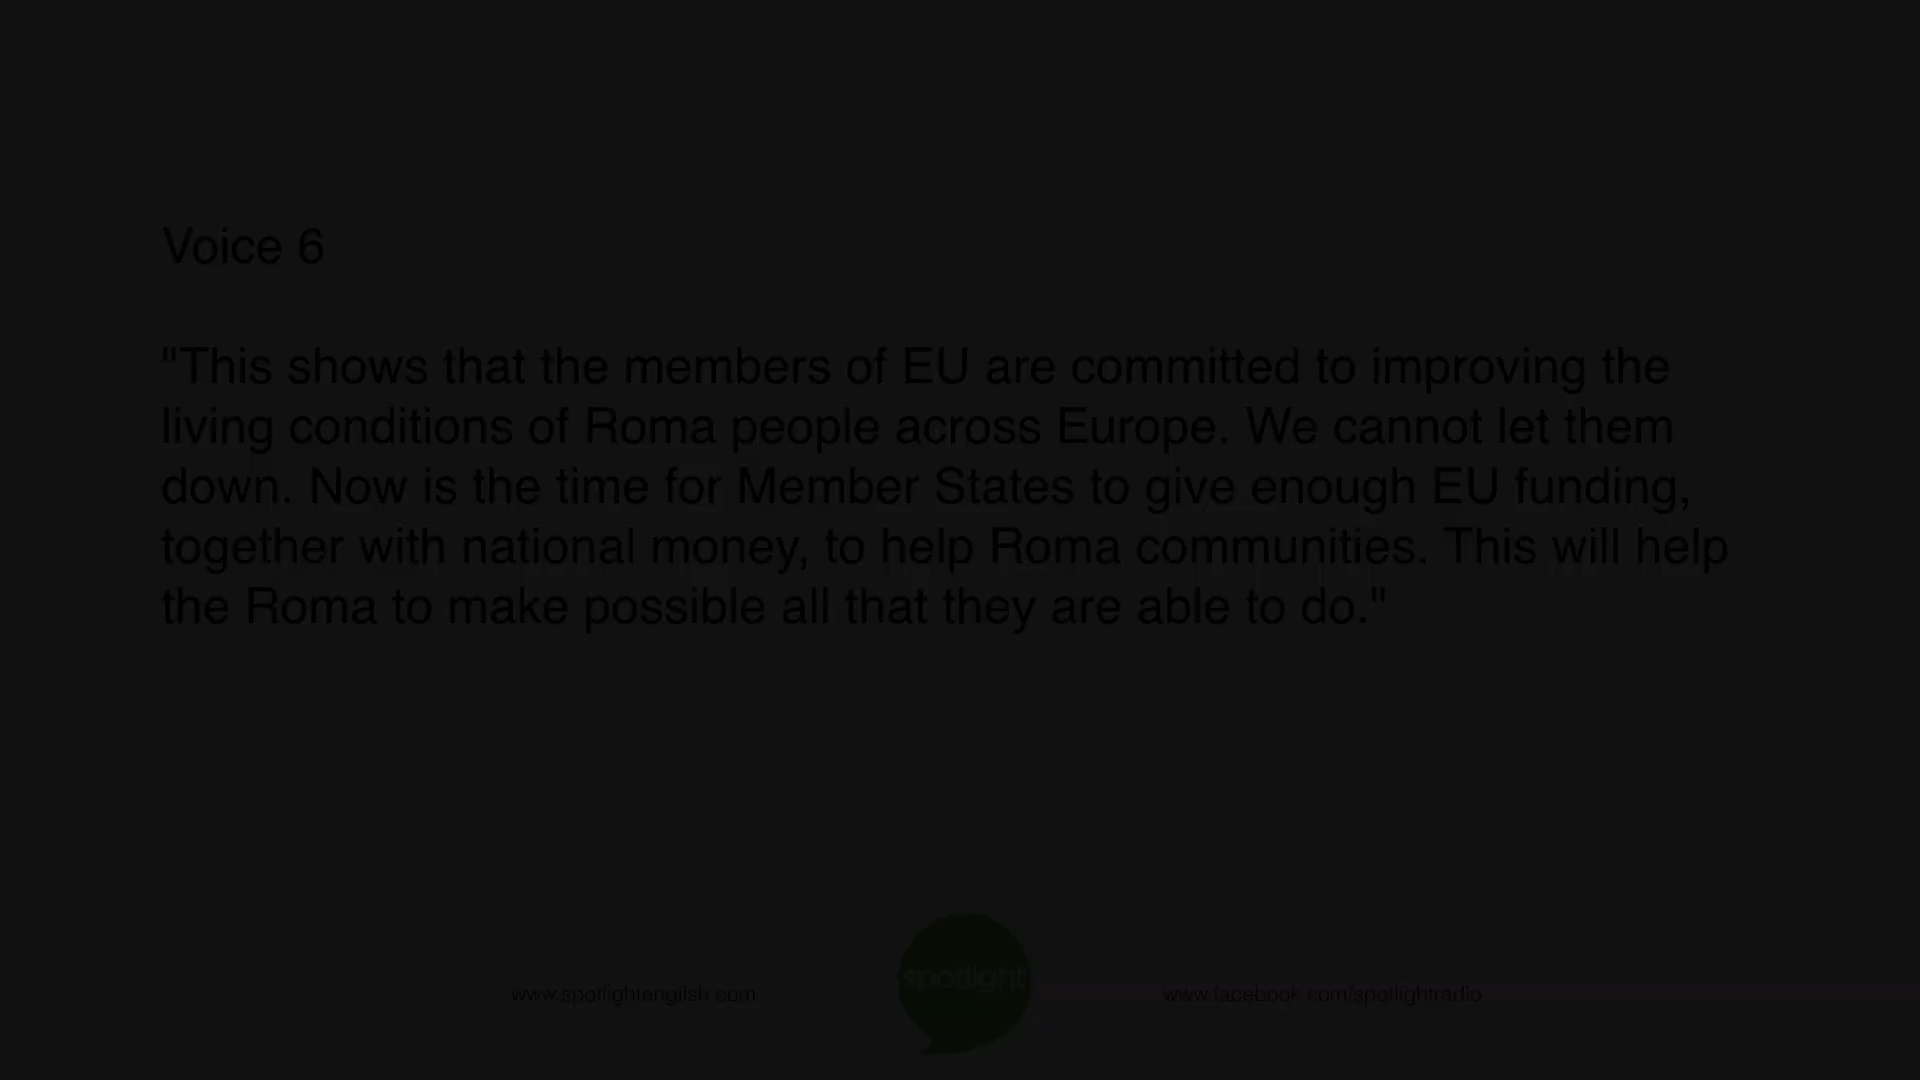 Voice 6
"This shows that the members of EU are committed to improving the
living conditions of Roma people across Europe. We cannot let them
down. Now is the time for Member States to give enough EU funding,
together with national money, to help Roma communities. This will help
the Roma to make possible all that they are able to do."
www.spotlightenglish.com
spotlight
www.facebook.com/spotlightradio